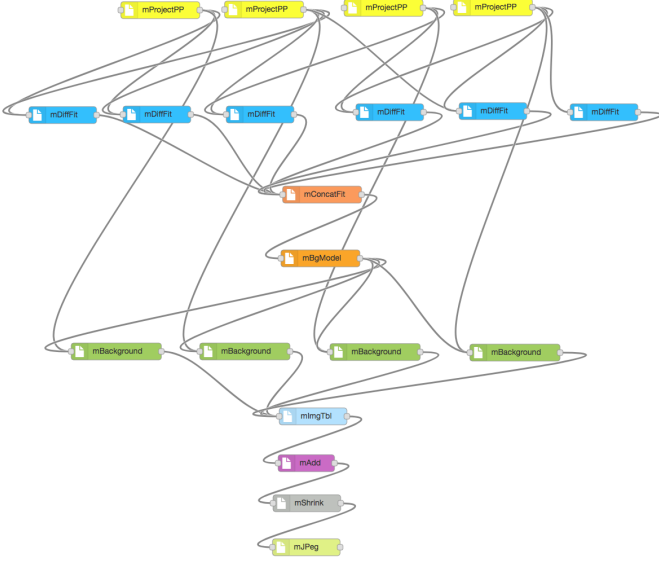 mProjectPP
mProjectPP
mProjectPP
mProjectPP
mDiffFit
mDiffFit
mDiffFit
mDiffFit
mDiffFit
mDiffFit
mConcatFit
mBgModel
mBackground
mBackground
mBackground
mBackground
mImgTbl
mAdd
mShrink
mJPeg